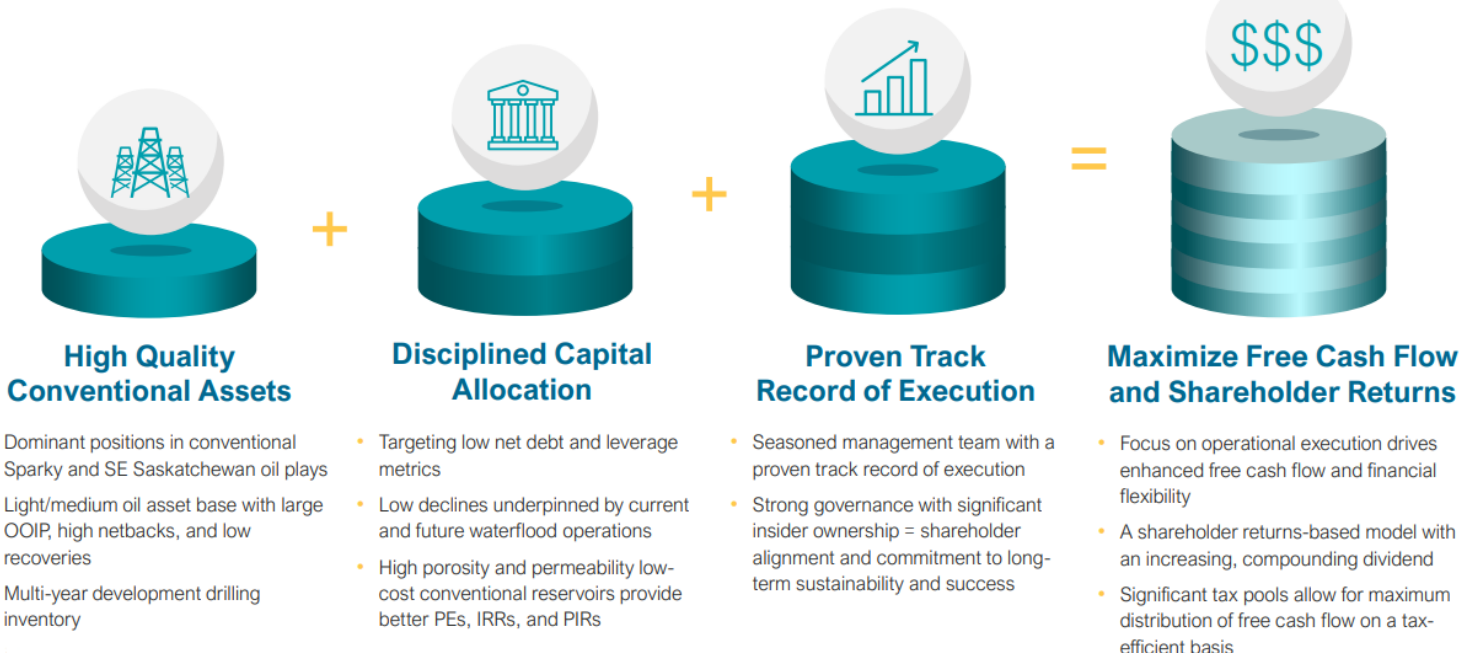 $$$
+
+
=
High Quality
Conventional Assets
Dominant positions in conventional
Sparky and SE Saskatchewan oil plays
Light/medium oil asset base with large
OOIP, high netbacks, and low
recoveries
Multi-year development drilling
inventory
Disciplined Capital
Allocation
• Targeting low net debt and leverage
metrics
• Low declines underpinned by current
and future waterflood operations
• High porosity and permeability low-
cost conventional reservoirs provide
better PEs, IRRs, and PIRs
Proven Track
Record of Execution
• Seasoned management team with a
proven track record of execution
• Strong governance with significant
insider ownership = shareholder
alignment and commitment to long-
term sustainability and success
Maximize Free Cash Flow
and Shareholder Returns
• Focus on operational execution drives
enhanced free cash flow and financial
flexibility
• A shareholder returns-based model with
an increasing, compounding dividend
• Significant tax pools allow for maximum
distribution of free cash flow on a tax-
efficient basis